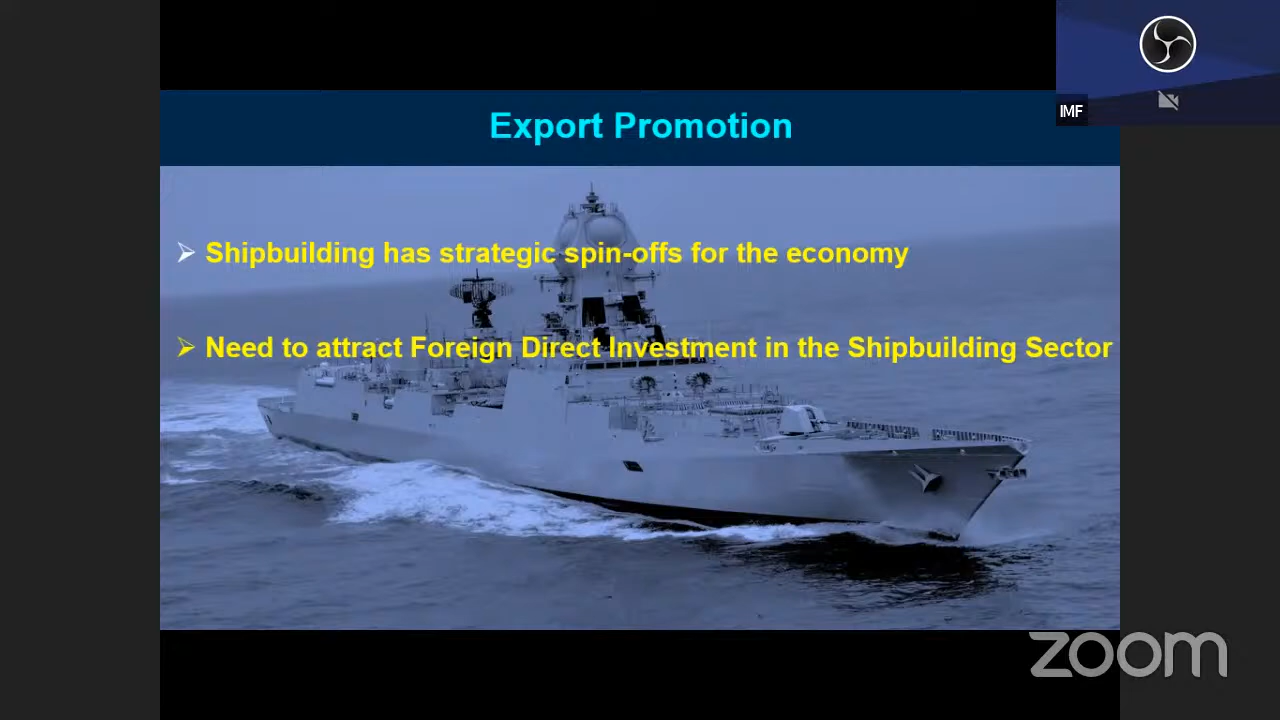 IMF
Export Promotion
Shipbuilding has strategic spin-offs for the economy
Need to attract Foreign Direct Investment in the Shipbuilding Sector
zoom